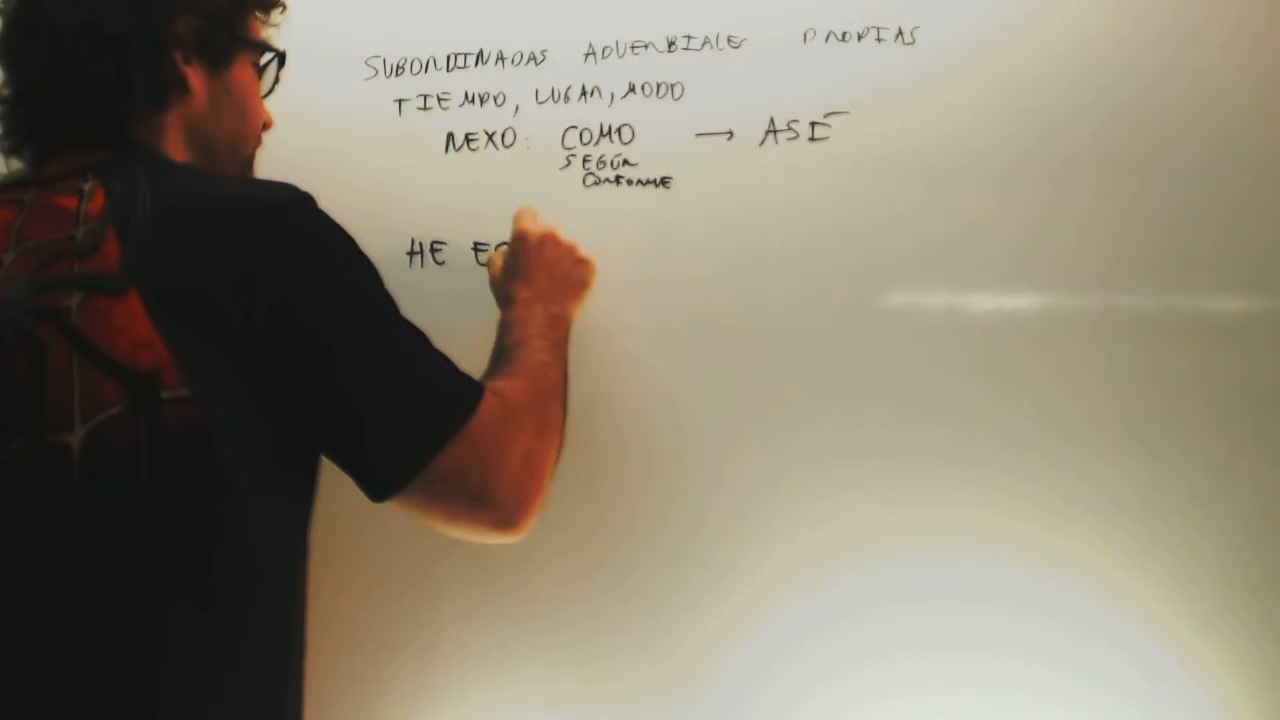 SUBORDINADAS ADVERBIALES PROPIAS
TIEMPO, LUGAR, MODO
NEXO: COMO → ASÍ
SEGÚN
CONFORME
HE